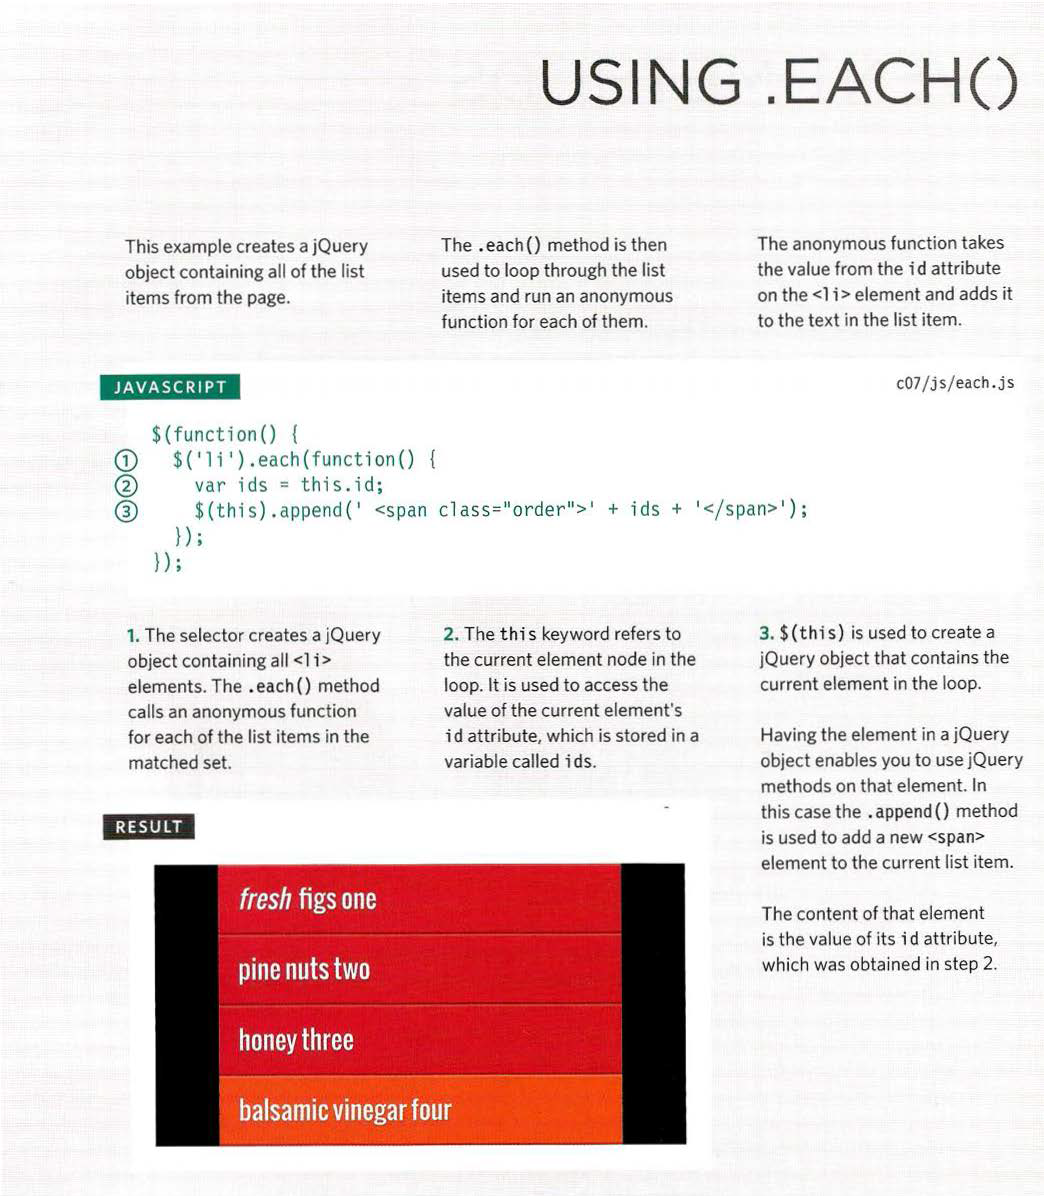 USING .EACH()
This example creates a jQuery
object containing all of the list
items from the page.
The .each() method is then
used to loop through the list
items and run an anonymous
function for each of them.
The anonymous function takes
the value from the id attribute
on the <li> element and adds it
to the text in the list item.
JAVASCRIPT
c07/js/each.js
$(function() {
① $('li').each(function() {
② var ids = this.id;
③ $(this).append(' <span class="order">' + ids + '</span>');
});
});
1. The selector creates a jQuery
object containing all <li>
elements. The .each() method
calls an anonymous function
for each of the list items in the
matched set.
2. The this keyword refers to
the current element node in the
loop. It is used to access the
value of the current element's
id attribute, which is stored in a
variable called ids.
3. $(this) is used to create a
jQuery object that contains the
current element in the loop.
Having the element in a jQuery
object enables you to use jQuery
methods on that element. In
this case the .append() method
is used to add a new <span>
element to the current list item.
The content of that element
is the value of its id attribute,
which was obtained in step 2.
RESULT
fresh figs one
pine nuts two
honey three
balsamic vinegar four